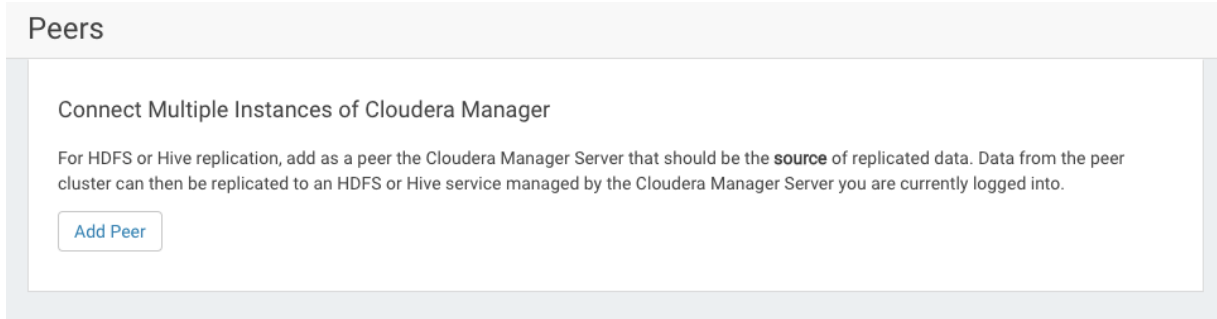 Peers
Connect Multiple Instances of Cloudera Manager
For HDFS or Hive replication, add as a peer the Cloudera Manager Server that should be the source of replicated data. Data from the peer
cluster can then be replicated to an HDFS or Hive service managed by the Cloudera Manager Server you are currently logged into.
Add Peer